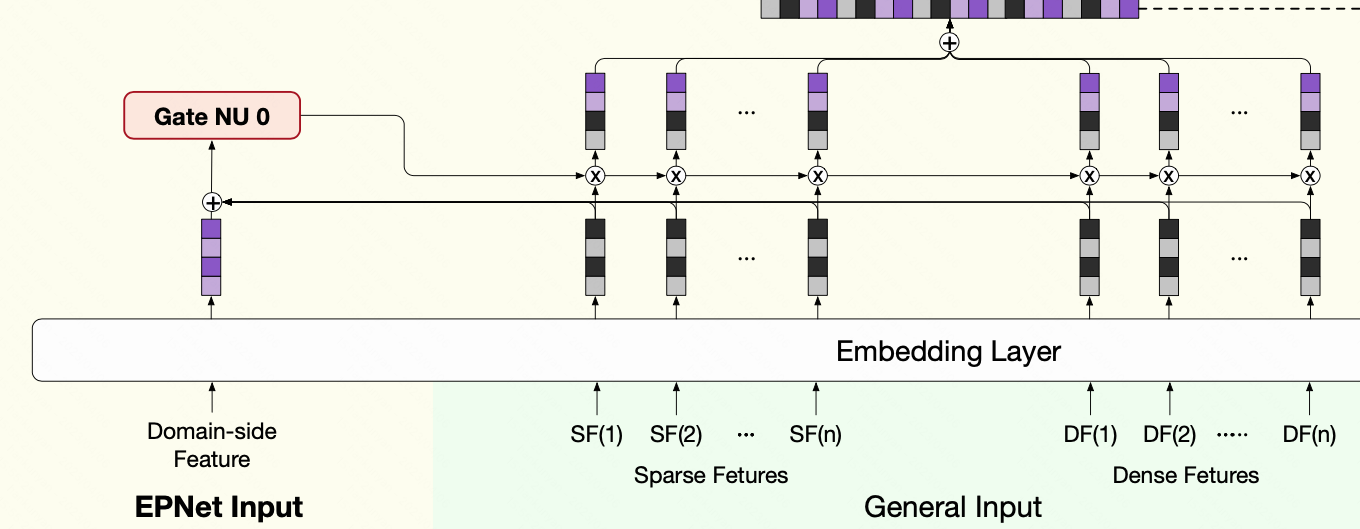 +
Gate NU 0
...
...
X X X X X X
+
...
...
Embedding Layer
Domain-side
Feature
SF(1) SF(2) ... SF(n) DF(1) DF(2) ..... DF(n)
Sparse Fetures Dense Fetures
EPNet Input General Input